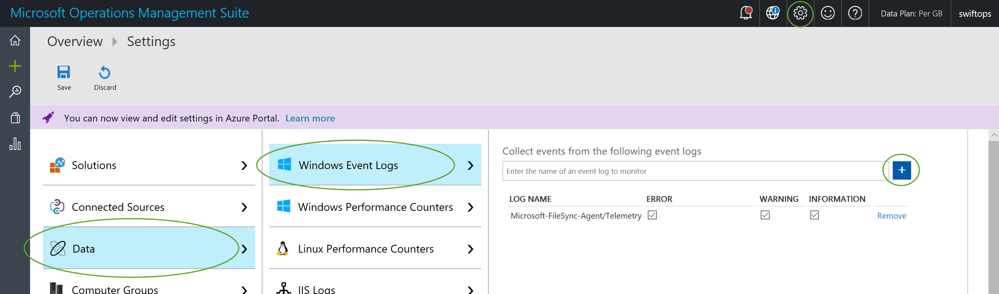 Microsoft Operations Management Suite
Data Plan: Per GB
swiftops
Overview
Settings
Save
Discard
You can now view and edit settings in Azure Portal. Learn more
Solutions
Connected Sources
Data
Computer Groups
Windows Event Logs
Windows Performance Counters
Linux Performance Counters
IIS Logs
Collect events from the following event logs
Enter the name of an event log to monitor
LOG NAME ERROR WARNING INFORMATION
Microsoft-FileSync-Agent/Telemetry Remove